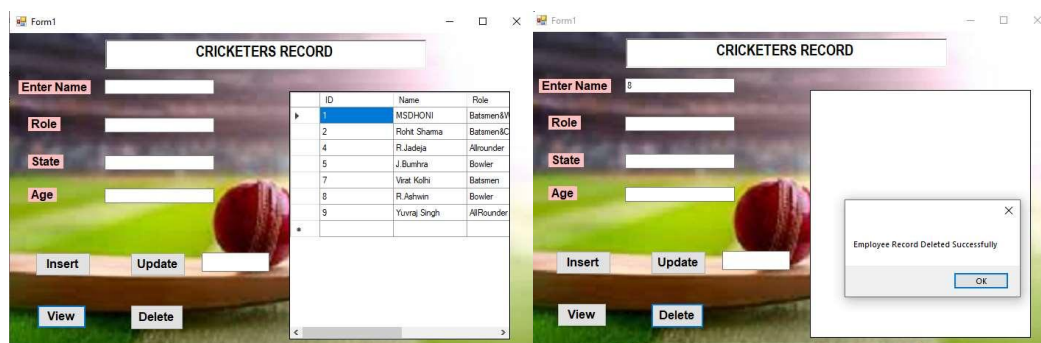 Form1
CRICKETERS RECORD
Enter Name
Role
State
Age
ID Name Role
1 MSDHONI Batsmen&W
2 Rohit Sharma Batsmen&C
4 R.Jadeja Allrounder
5 J.Bumhra Bowler
7 Virat Kolhi Batsmen
8 R.Ashwin Bowler
9 Yuvraj Singh AllRounder
Insert Update
View Delete
Form1
CRICKETERS RECORD
Enter Name 8
Role
State
Age
Employee Record Deleted Successfully
OK
Insert Update
View Delete